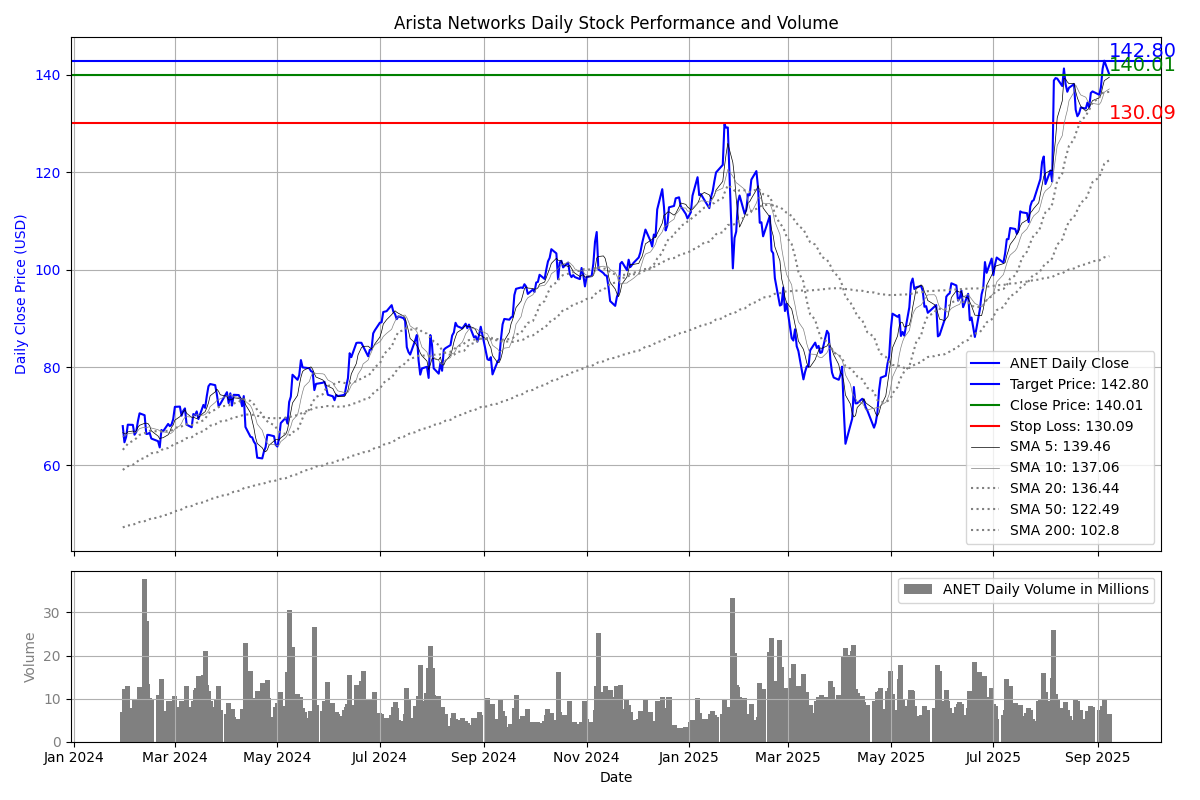 Arista Networks Daily Stock Performance and Volume
142.80
140.01
130.09
140
120
100
80
60
Daily Close Price (USD)
ANET Daily Close
Target Price: 142.80
Close Price: 140.01
Stop Loss: 130.09
SMA 5: 139.46
SMA 10: 137.06
SMA 20: 136.44
SMA 50: 122.49
SMA 200: 102.8
ANET Daily Volume in Millions
30
20
10
0
Volume
Jan 2024 Mar 2024 May 2024 Jul 2024 Sep 2024 Nov 2024 Jan 2025 Mar 2025 May 2025 Jul 2025 Sep 2025
Date